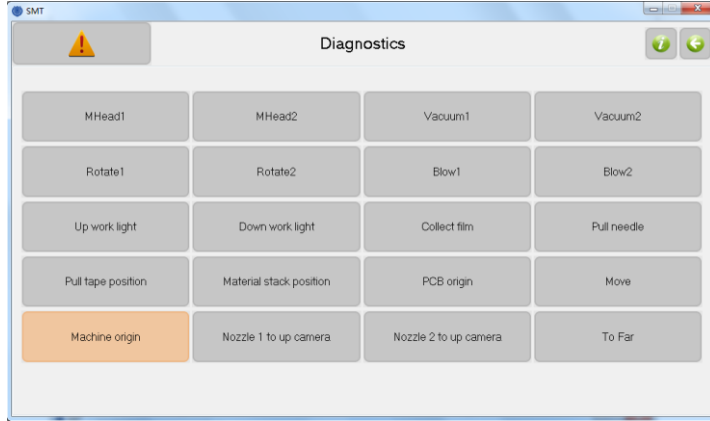 SMT
Diagnostics
MHead1 MHead2 Vacuum1 Vacuum2
Rotate1 Rotate2 Blow1 Blow2
Up work light Down work light Collect film Pull needle
Pull tape position Material stack position PCB origin Move
Machine origin Nozzle 1 to up camera Nozzle 2 to up camera To Far